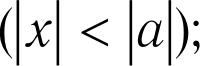 (|x| < |a|);